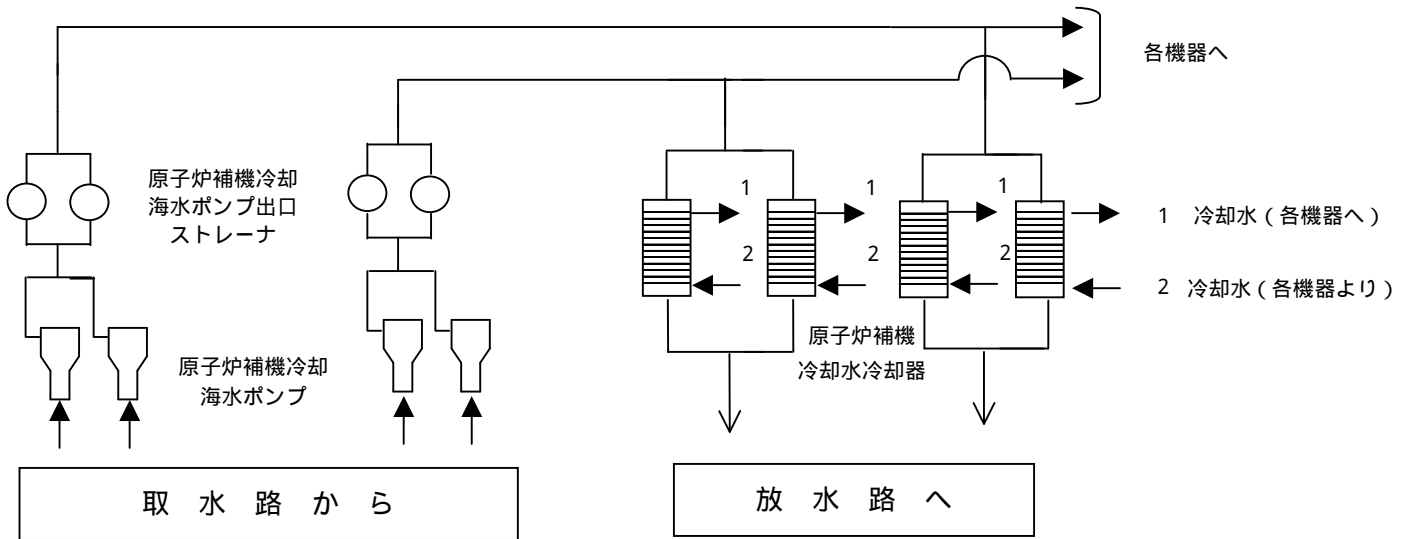 各機器へ
原子炉補機冷却
海水ポンプ出口
ストレーナ
1
1
1
1 冷却水(各機器へ)
2
2
2
2 冷却水(各機器より)
原子炉補機
冷却水冷却器
原子炉補機冷却
海水ポンプ
取水路から
放水路へ